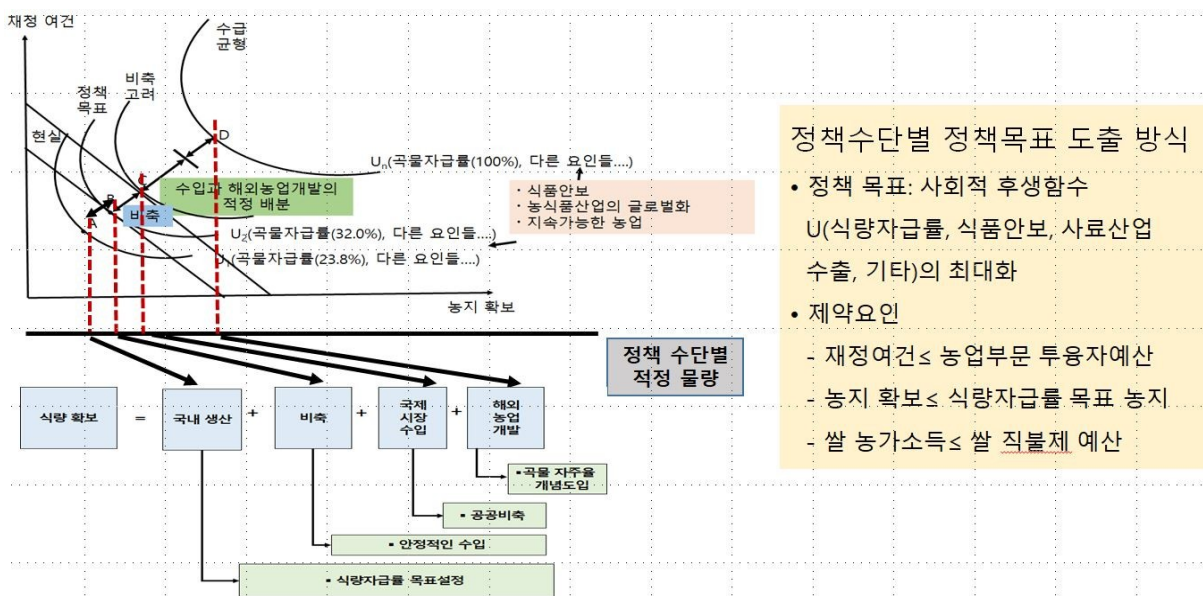 재정 여건
수급
균형
비축
고려
정책
목표
현실
D
C
B
A
Un(곡물자급률(100%), 다른 요인들....)
수입과 해외농업개발의
적정 배분
비축
U2(곡물자급률(32.0%), 다른 요인들....)
U1(곡물자급률(23.8%), 다른 요인들....)
· 식품안보
· 농식품산업의 글로벌화
· 지속가능한 농업
농지 확보
정책 수단별
적정 물량
식량 확보
=
국내 생산
+
비축
+
국제
시장
수입
+
해외
농업
개발
▪곡물 자주율
개념도입
▪ 공공비축
▪ 안정적인 수입
▪ 식량자급률 목표설정
정책수단별 정책목표 도출 방식
• 정책 목표: 사회적 후생함수
U(식량자급률, 식품안보, 사료산업
수출, 기타)의 최대화
• 제약요인
- 재정여건≤ 농업부문 투융자예산
- 농지 확보≤ 식량자급률 목표 농지
- 쌀 농가소득≤ 쌀 직불제 예산